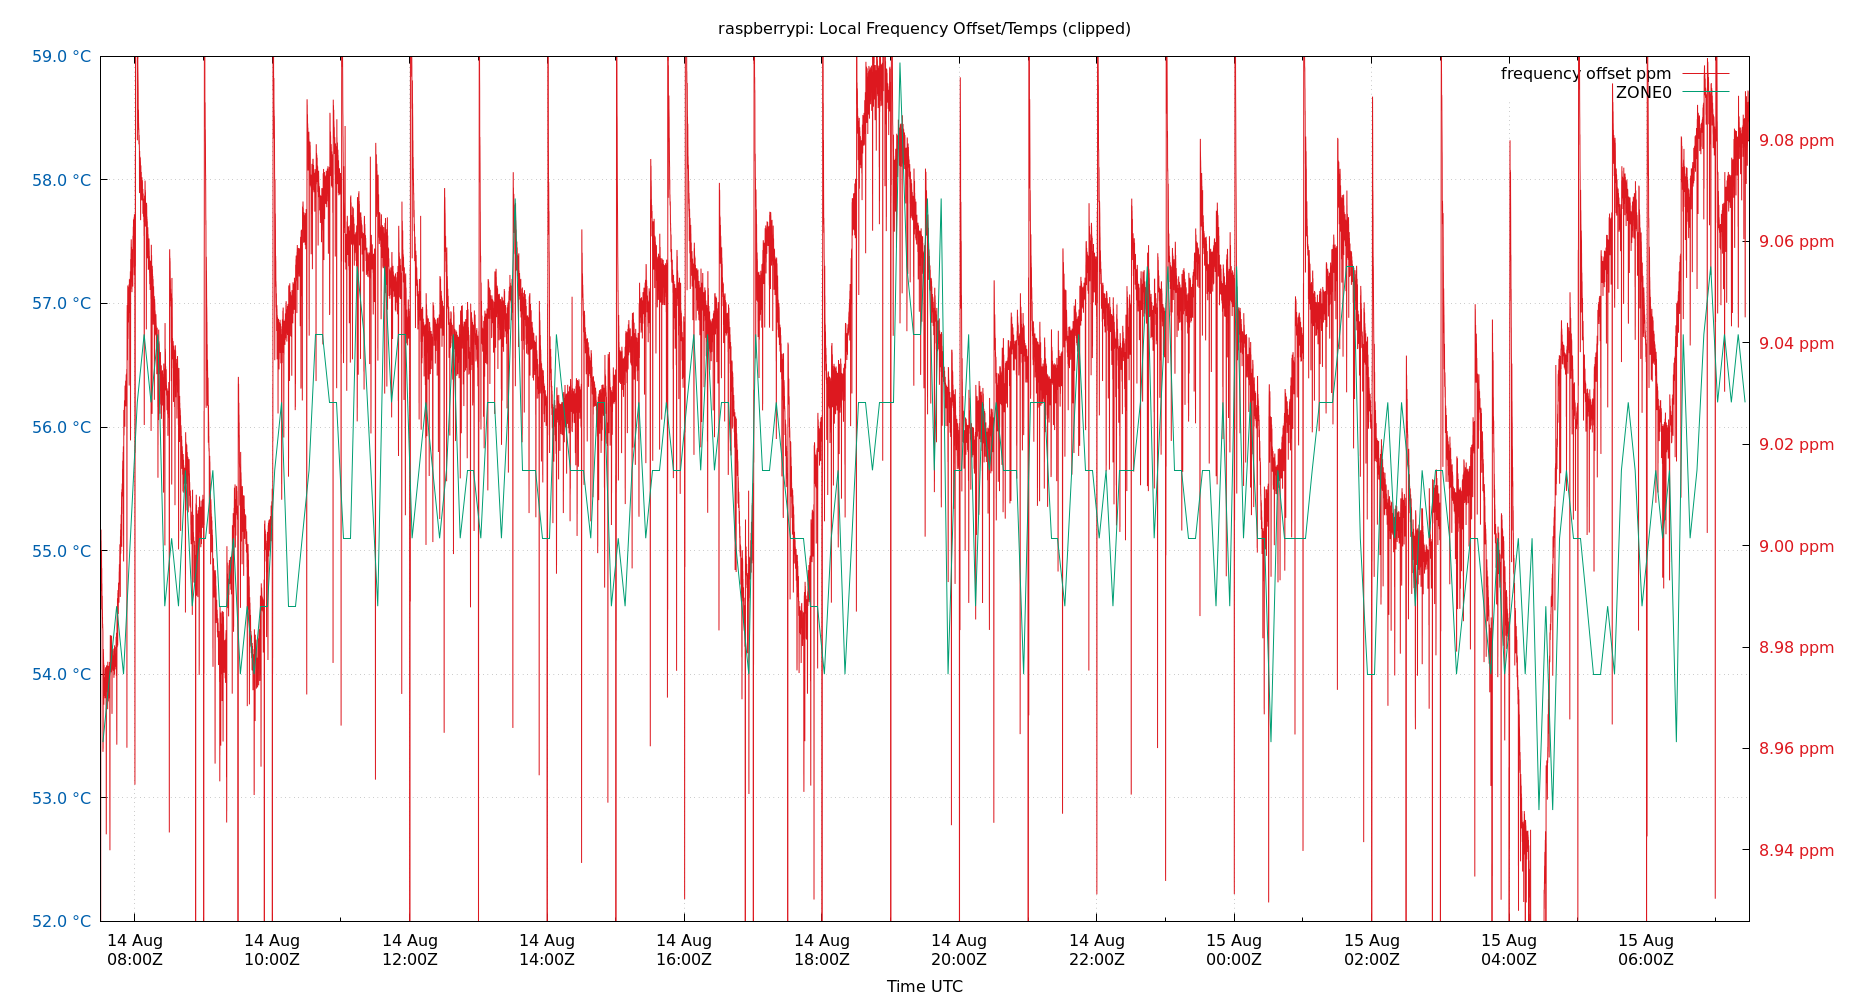 raspberrypi: Local Frequency Offset/Temps (clipped)
59.0 °C
58.0 °C
57.0 °C
56.0 °C
55.0 °C
54.0 °C
53.0 °C
52.0 °C
frequency offset ppm
ZONE0
9.08 ppm
9.06 ppm
9.04 ppm
9.02 ppm
9.00 ppm
8.98 ppm
8.96 ppm
8.94 ppm
14 Aug 14 Aug 14 Aug 14 Aug 14 Aug 14 Aug 14 Aug 14 Aug 15 Aug 15 Aug 15 Aug 15 Aug
08:00Z 10:00Z 12:00Z 14:00Z 16:00Z 18:00Z 20:00Z 22:00Z 00:00Z 02:00Z 04:00Z 06:00Z
Time UTC